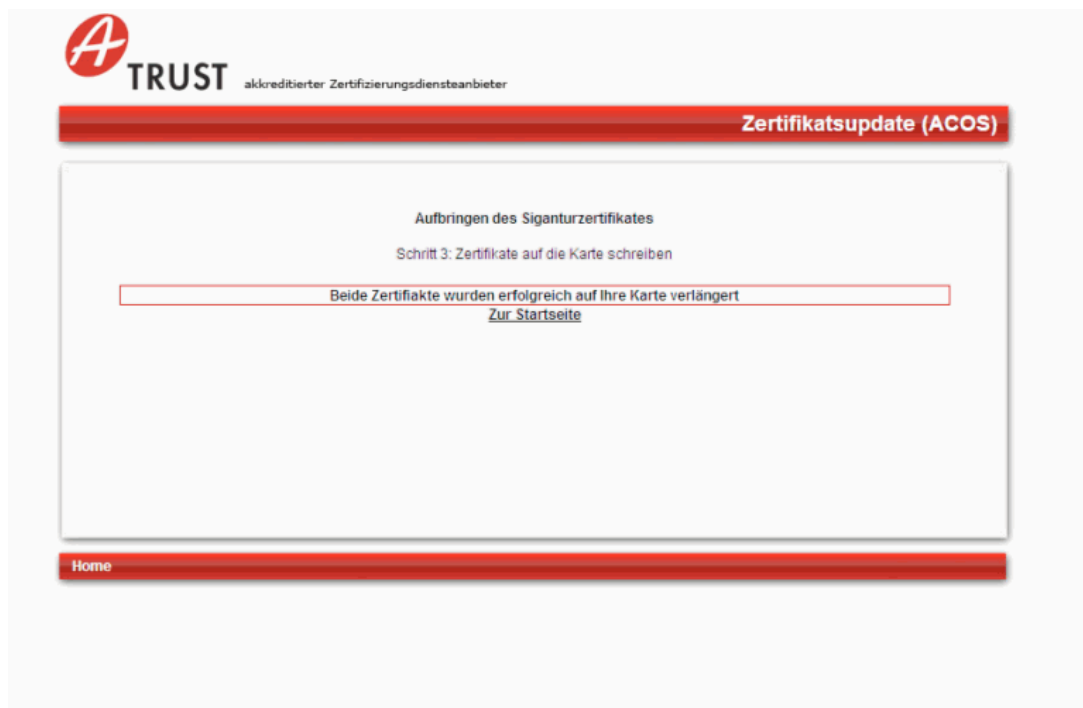 A TRUST akkreditierter Zertifizierungsdiensteanbieter
Zertifikatsupdate (ACOS)
Aufbringen des Siganturzertifikates
Schritt 3: Zertifikate auf die Karte schreiben
Beide Zertifiakte wurden erfolgreich auf Ihre Karte verlängert
Zur Startseite
Home